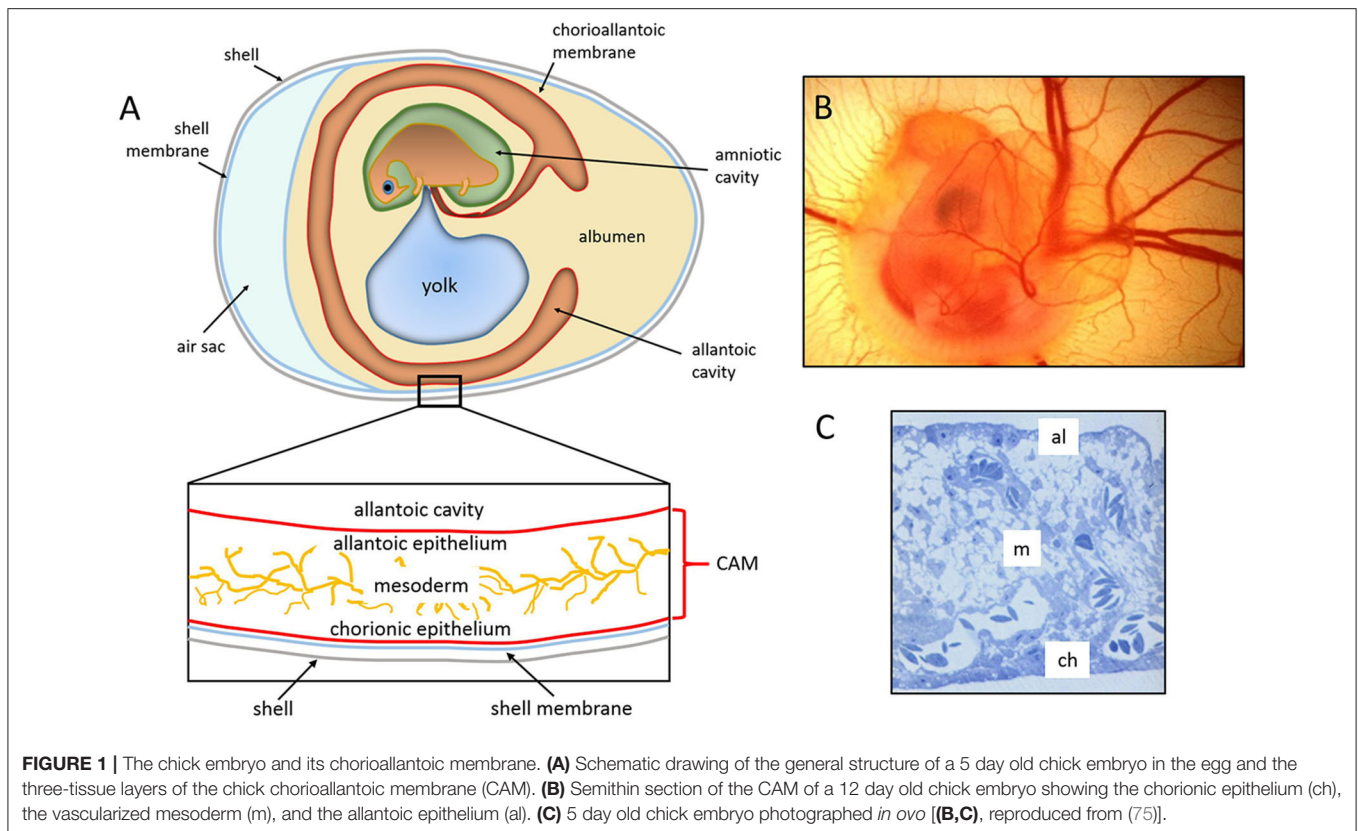 A
shell
chorioallantoic
membrane
shell
membrane
amniotic
cavity
albumen
yolk
air sac
allantoic
cavity
allantoic cavity
allantoic epithelium
mesoderm
chorionic epithelium
CAM
shell
shell membrane
B
C
al
m
ch
FIGURE 1 | The chick embryo and its chorioallantoic membrane. (A) Schematic drawing of the general structure of a 5 day old chick embryo in the egg and the
three-tissue layers of the chick chorioallantoic membrane (CAM). (B) Semithin section of the CAM of a 12 day old chick embryo showing the chorionic epithelium (ch),
the vascularized mesoderm (m), and the allantoic epithelium (al). (C) 5 day old chick embryo photographed in ovo [(B,C), reproduced from (75)].